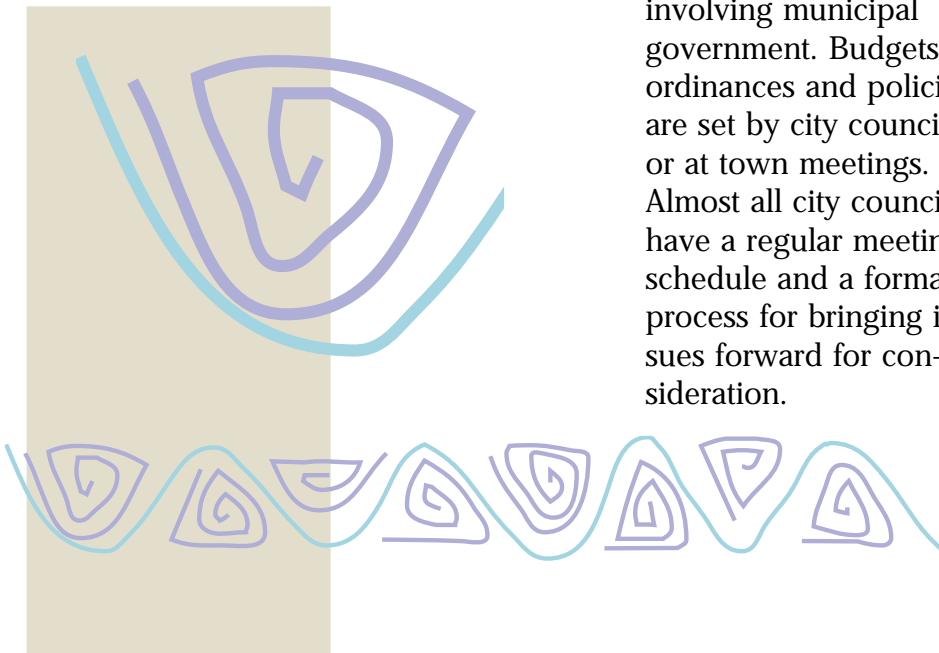 involving municipal
government. Budgets
ordinances and polici
are set by city counci
or at town meetings.
Almost all city counci
have a regular meetin
schedule and a forma
process for bringing i
sues forward for con-
sideration.